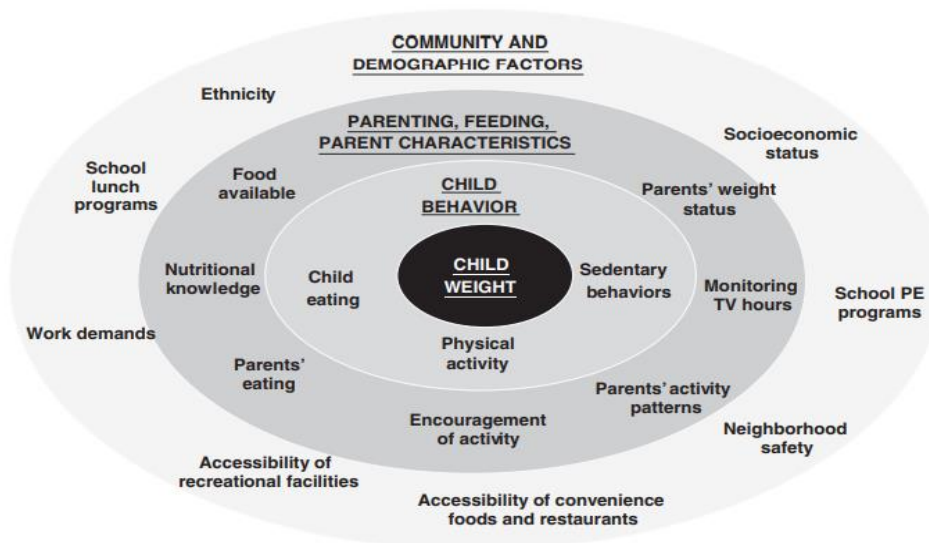 COMMUNITY AND
DEMOGRAPHIC FACTORS
Ethnicity
PARENTING, FEEDING,
PARENT CHARACTERISTICS
Socioeconomic
status
School
lunch
programs
Food
available
CHILD
BEHAVIOR
Parents' weight
status
CHILD
WEIGHT
Nutritional
knowledge
Child
eating
Sedentary
behaviors
Monitoring
TV hours
School PE
programs
Work demands
Physical
activity
Parents'
eating
Parents' activity
patterns
Encouragement
of activity
Neighborhood
safety
Accessibility of
recreational facilities
Accessibility of convenience
foods and restaurants